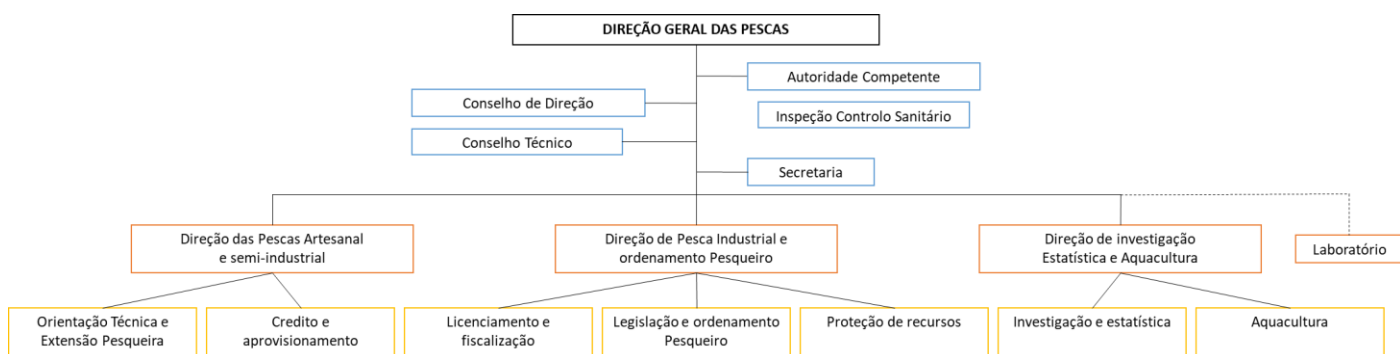 DIREÇÃO GERAL DAS PESCAS
Autoridade Competente
Conselho de Direção
Inspeção Controlo Sanitário
Conselho Técnico
Secretaria
Direção das Pescas Artesanal
e semi-industrial
Direção de Pesca Industrial e
ordenamento Pesqueiro
Direção de investigação
Estatística e Aquacultura
Laboratório
Orientação Técnica e
Extensão Pesqueira
Credito e
aprovisionamento
Licenciamento e
fiscalização
Legislação e ordenamento
Pesqueiro
Proteção de recursos
Investigação e estatística
Aquacultura